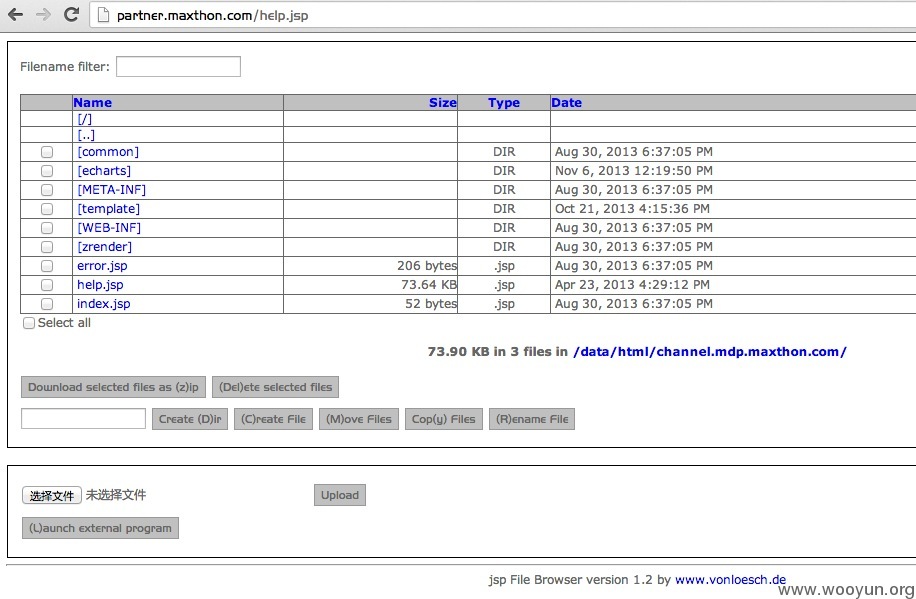 partner.maxthon.com/help.jsp
Filename filter:
Name Size Type Date
[/]
[..]
[common] DIR Aug 30, 2013 6:37:05 PM
[echarts] DIR Nov 6, 2013 12:19:50 PM
[META-INF] DIR Aug 30, 2013 6:37:05 PM
[template] DIR Oct 21, 2013 4:15:36 PM
[WEB-INF] DIR Aug 30, 2013 6:37:05 PM
[zrender] DIR Aug 30, 2013 6:37:05 PM
error.jsp 206 bytes .jsp Aug 30, 2013 6:37:05 PM
help.jsp 73.64 KB .jsp Apr 23, 2013 4:29:12 PM
index.jsp 52 bytes .jsp Aug 30, 2013 6:37:05 PM
Select all
73.90 KB in 3 files in /data/html/channel.mdp.maxthon.com/
Download selected files as (z)ip (Del)ete selected files
Create (D)ir (C)reate File (M)ove Files Cop(y) Files (R)ename File
选择文件 未选择文件 Upload
(L)aunch external program
jsp File Browser version 1.2 by www.vonloesch.de
www.wooyun.org